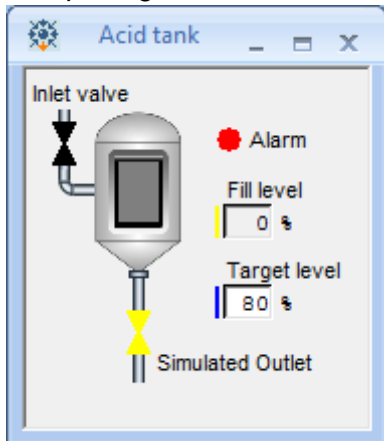 Acid tank
Inlet valve
Alarm
Fill level
0 %
Target level
80 %
Simulated Outlet